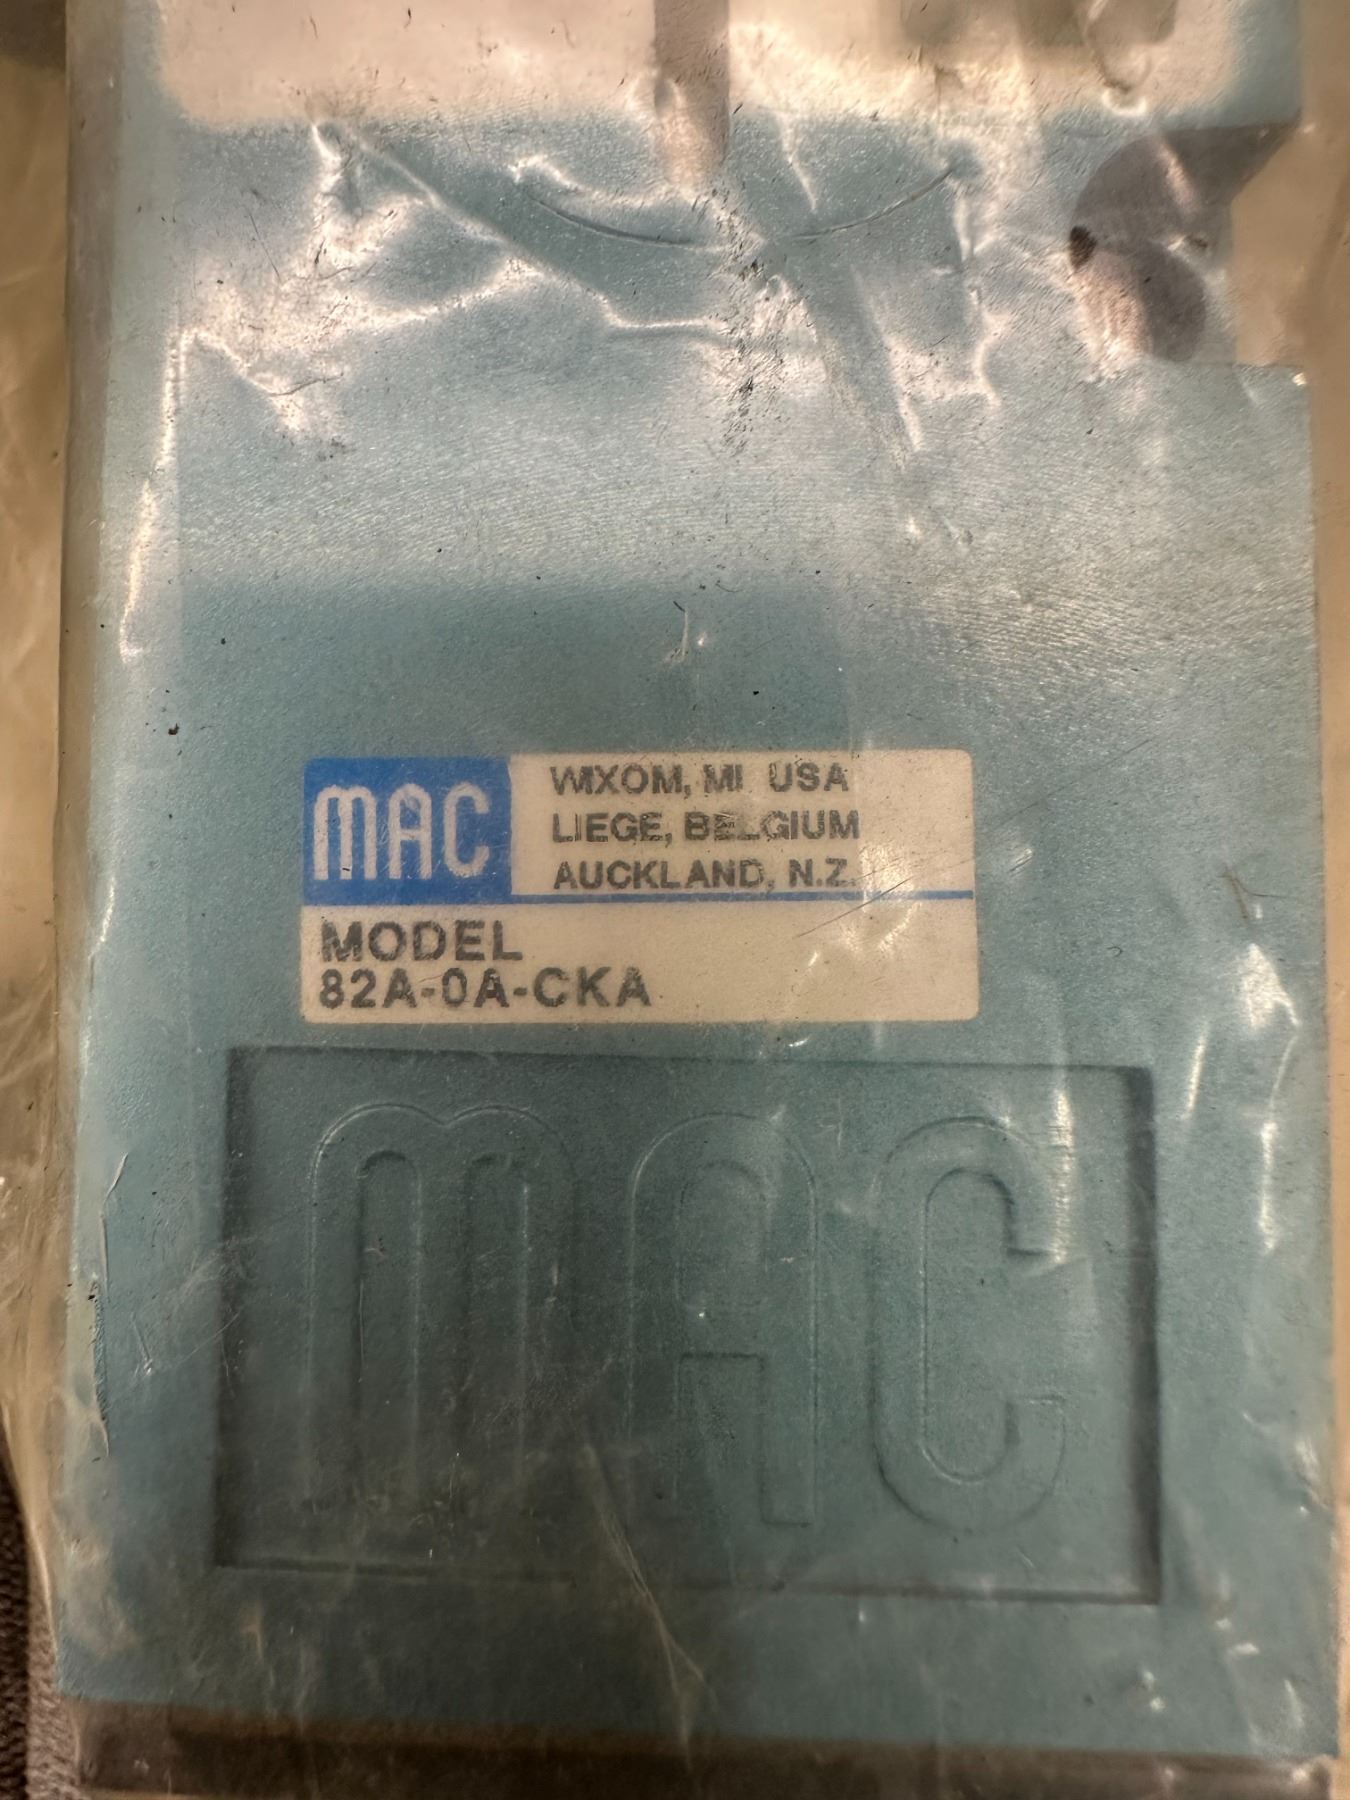 MAC
WIXOM, MI USA
LIEGE, BELGIUM
AUCKLAND, N.Z.
MODEL
82A-0A-CKA
MAC